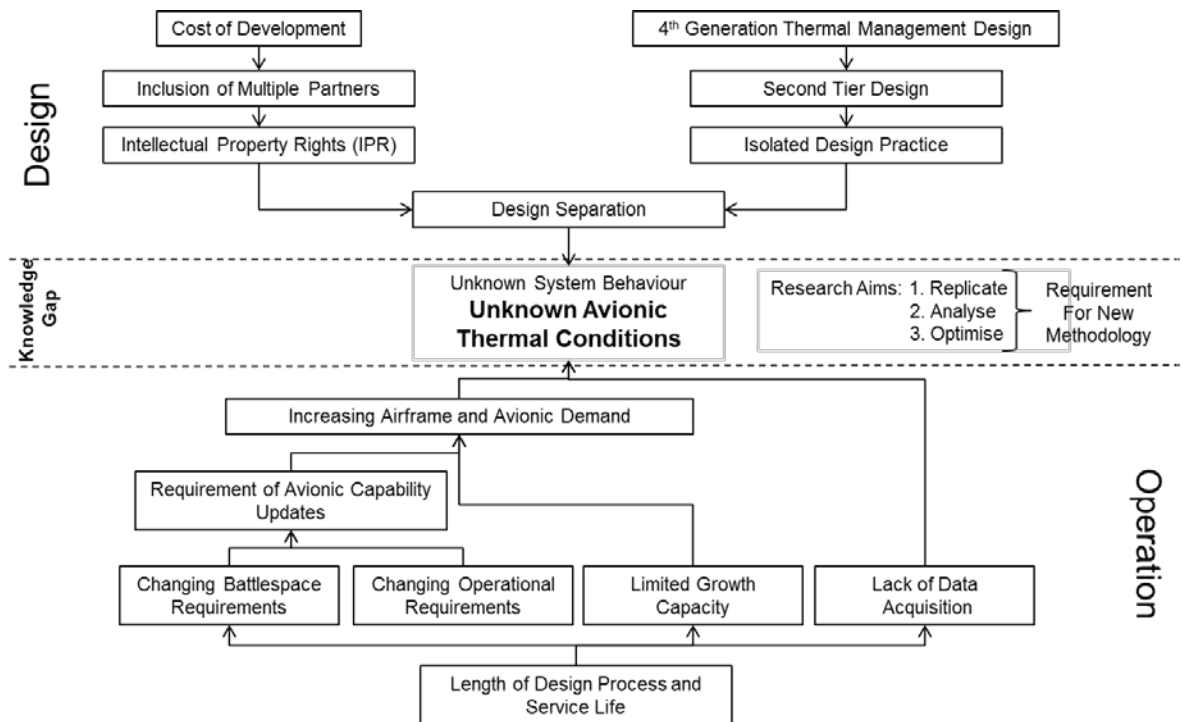 Cost of Development
4th Generation Thermal Management Design
Inclusion of Multiple Partners
Second Tier Design
Intellectual Property Rights (IPR)
Isolated Design Practice
Design
Design Separation
Knowledge
Gap
Unknown System Behaviour
Unknown Avionic
Thermal Conditions
Research Aims: 1. Replicate
2. Analyse
3. Optimise
Requirement
For New
Methodology
Increasing Airframe and Avionic Demand
Requirement of Avionic Capability
Updates
Operation
Changing Battlespace
Requirements
Changing Operational
Requirements
Limited Growth
Capacity
Lack of Data
Acquisition
Length of Design Process and
Service Life